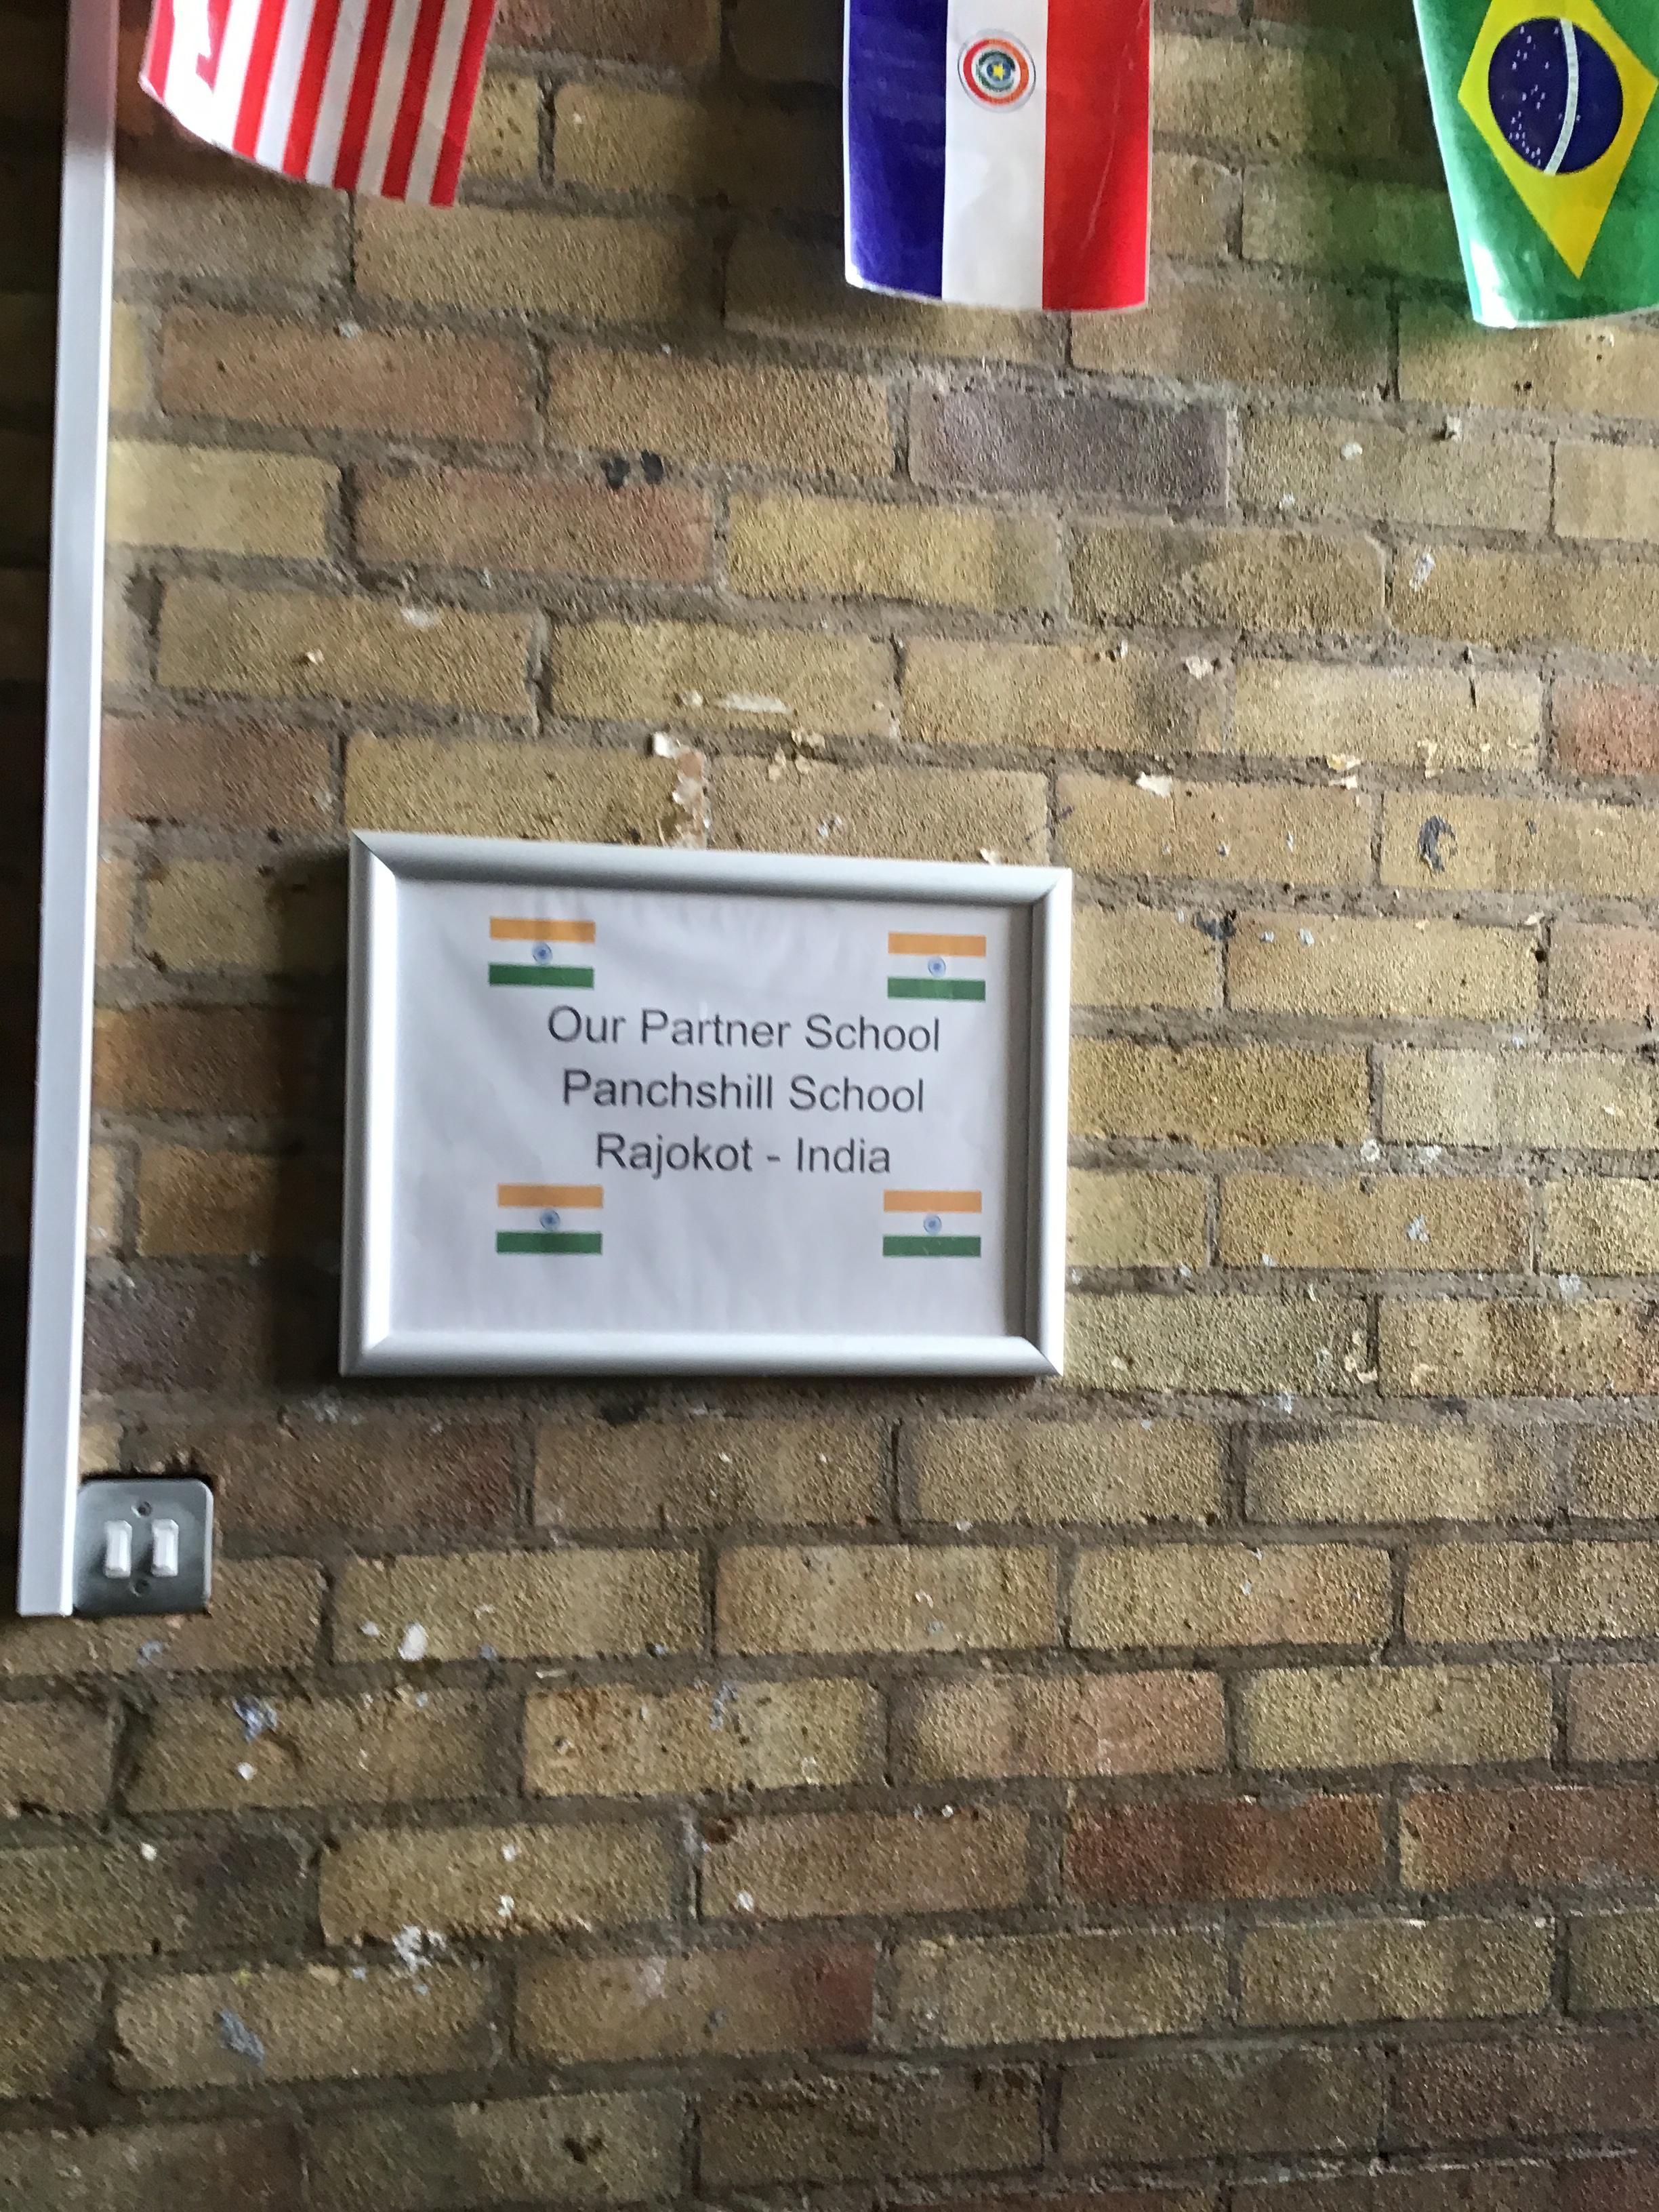 Our Partner School
Panchshill School
Rajokot - India